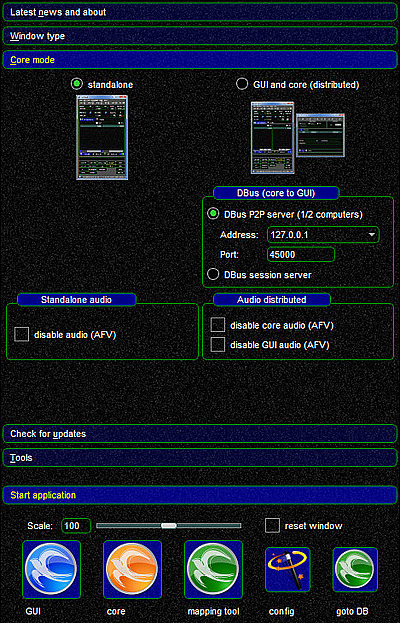 Latest news and about
Window type
Core mode
standalone
GUI and core (distributed)
DBus (core to GUI)
DBus P2P server (1/2 computers)
Address: 127.0.0.1
Port: 45000
DBus session server
Standalone audio
Audio distributed
disable audio (AFV)
disable core audio (AFV)
disable GUI audio (AFV)
Check for updates
Tools
Start application
Scale: 100
reset window
GUI
core
mapping tool
config
goto DB